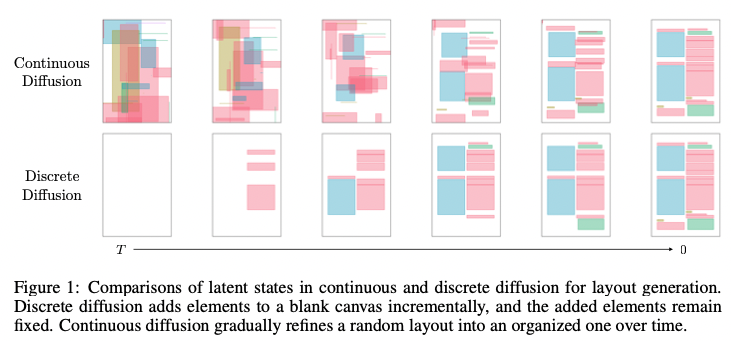 Continuous
Diffusion
Discrete
Diffusion
T
0
Figure 1: Comparisons of latent states in continuous and discrete diffusion for layout generation.
Discrete diffusion adds elements to a blank canvas incrementally, and the added elements remain
fixed. Continuous diffusion gradually refines a random layout into an organized one over time.